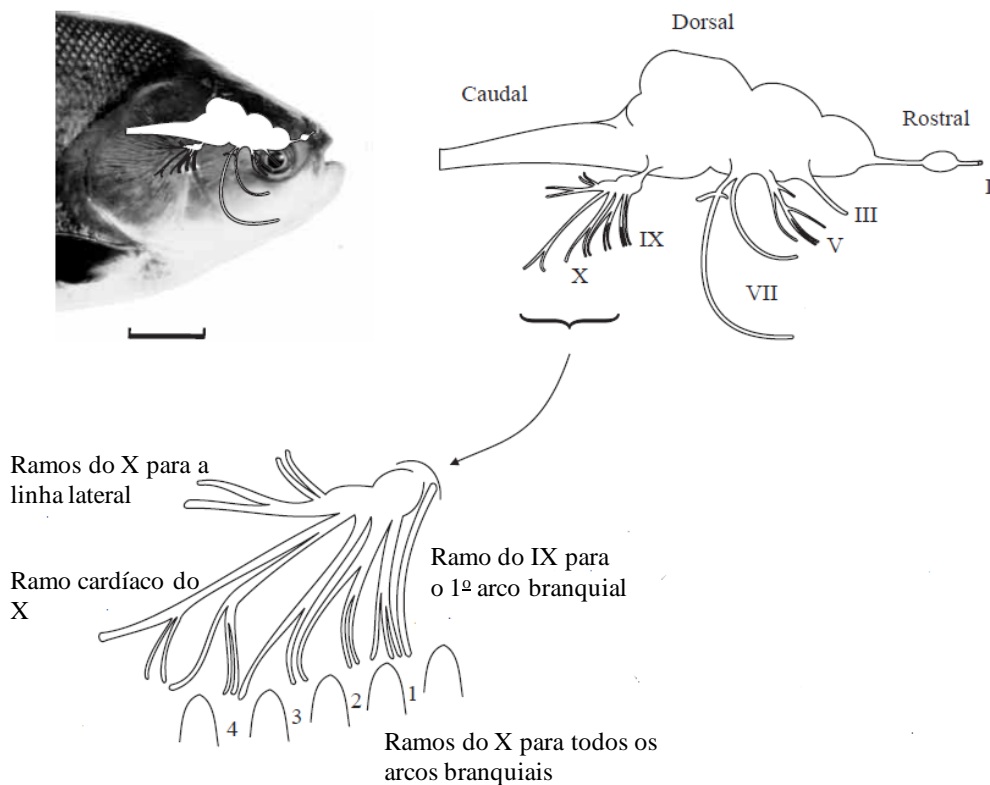 Dorsal
Caudal
Rostral
I
III
V
IX
X
VII
Ramos do X para a
linha lateral
Ramo cardíaco do
X
Ramo do IX para
o 1º arco branquial
1
2
3
4
Ramos do X para todos os
arcos branquiais